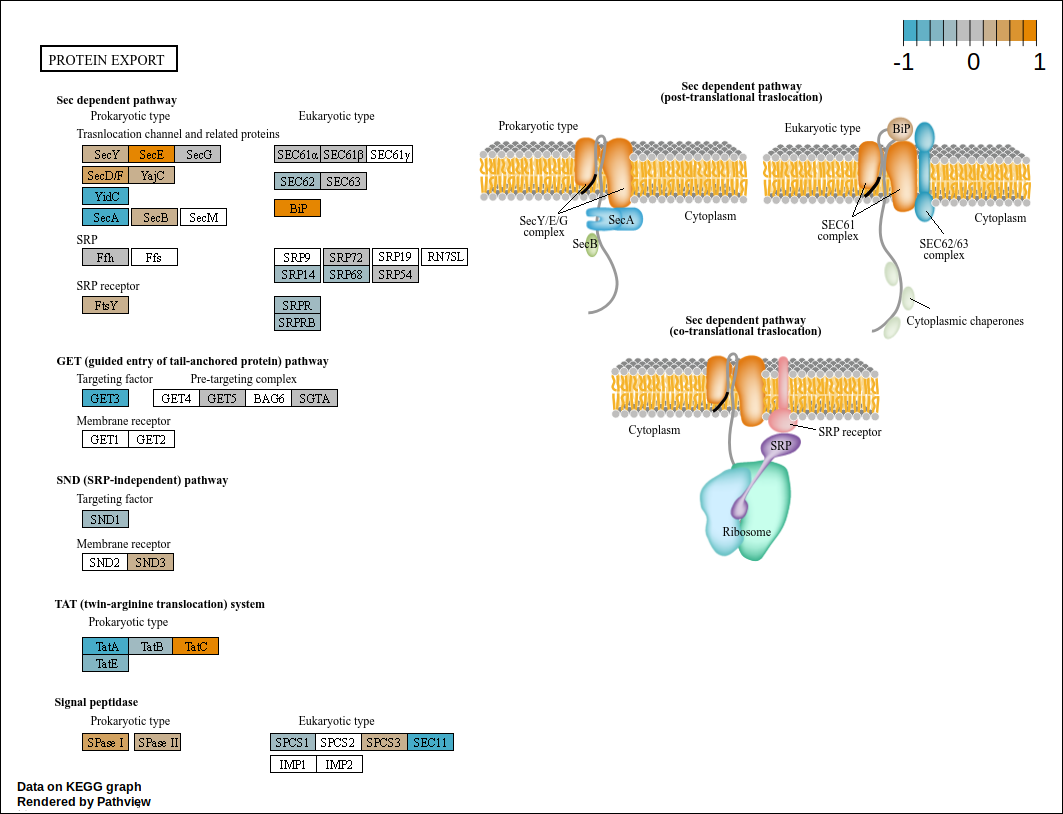 -1 0 1
PROTEIN EXPORT
Sec dependent pathway
Prokaryotic type Eukaryotic type
Trasnlocation channel and related proteins
SecY SecE SecG SEC61α SEC61β SEC61γ
SecD/F YajC SEC62 SEC63
YidC
BiP
SecA SecB SecM
SRP
Ffh Ffs SRP9 SRP72 SRP19 RN7SL
SRP14 SRP68 SRP54
SRP receptor
FtsY SRPR
SRPRB
GET (guided entry of tail-anchored protein) pathway
Targeting factor Pre-targeting complex
GET3 GET4 GET5 BAG6 SGTA
Membrane receptor
GET1 GET2
SND (SRP-independent) pathway
Targeting factor
SND1
Membrane receptor
SND2 SND3
TAT (twin-arginine translocation) system
Prokaryotic type
TatA TatB TatC
TatE
Signal peptidase
Prokaryotic type Eukaryotic type
SPase I SPase II SPCS1 SPCS2 SPCS3 SEC11
IMP1 IMP2
Sec dependent pathway
(post-translational traslocation)
Prokaryotic type
SecY/E/G
complex
SecA
SecB
Cytoplasm
Eukaryotic type
BiP
SEC61
complex
Cytoplasm
SEC62/63
complex
Cytoplasmic chaperones
Sec dependent pathway
(co-translational traslocation)
Cytoplasm
SRP receptor
SRP
Ribosome
Data on KEGG graph
Rendered by Pathview